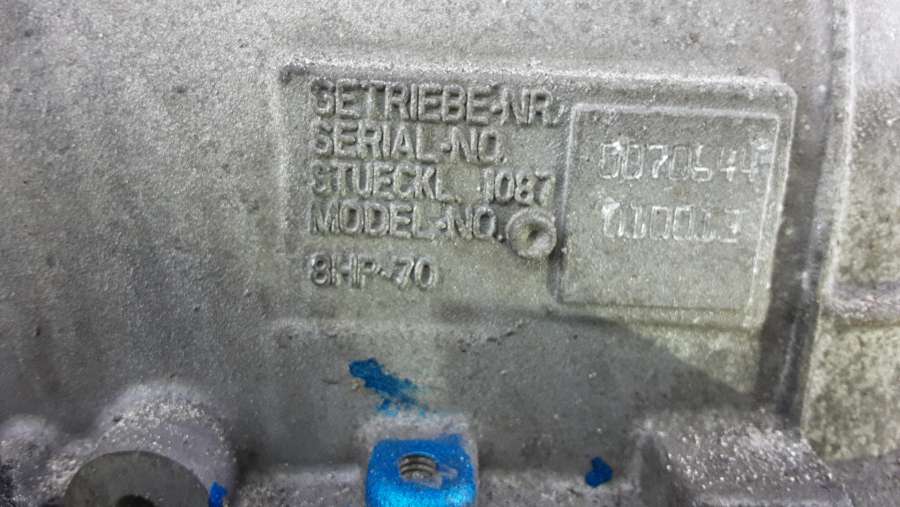 GETRIEBE-NR.
SERIAL-NO.
STUECKL. 1087
MODEL-NO.
8HP-70